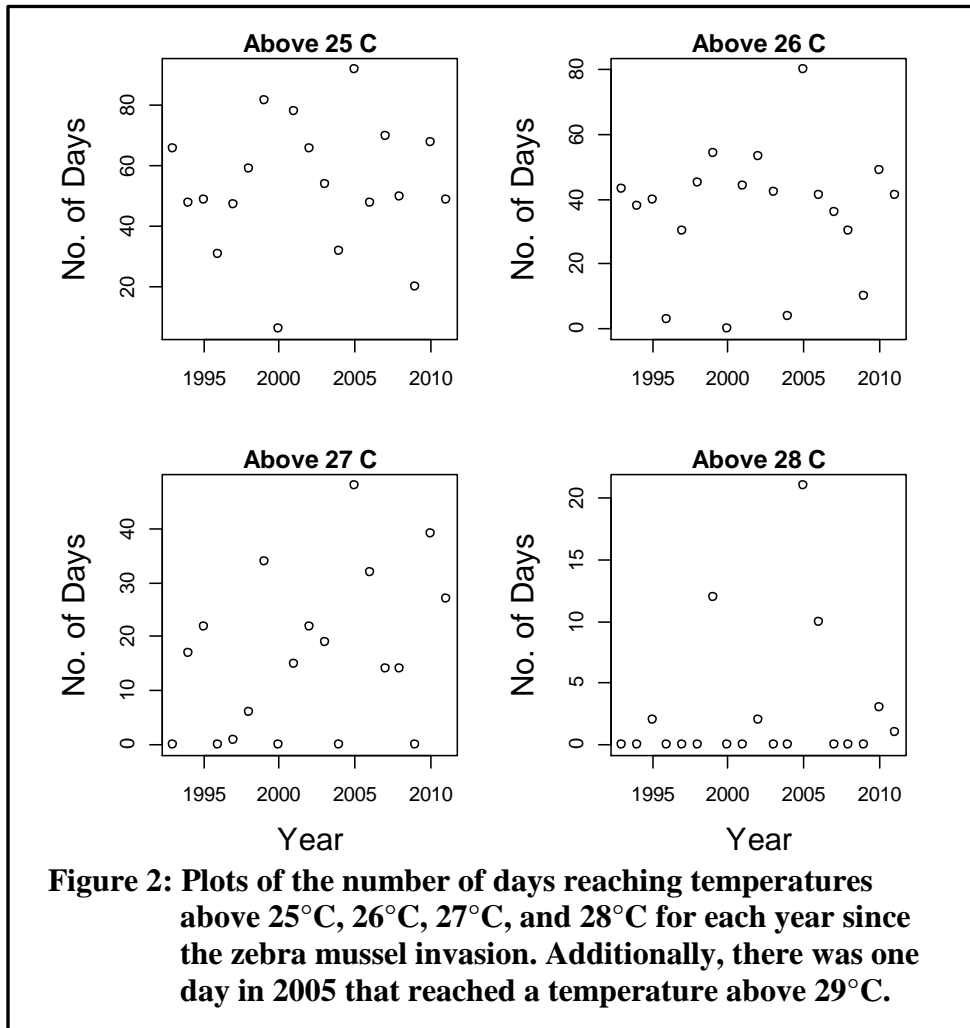 Above 25 C
No. of Days
80
60
40
20
1995 2000 2005 2010
Above 26 C
No. of Days
80
60
40
20
0
1995 2000 2005 2010
Above 27 C
No. of Days
40
30
20
10
0
1995 2000 2005 2010
Year
Above 28 C
No. of Days
20
15
10
5
0
1995 2000 2005 2010
Year
Figure 2: Plots of the number of days reaching temperatures
above 25°C, 26°C, 27°C, and 28°C for each year since
the zebra mussel invasion. Additionally, there was one
day in 2005 that reached a temperature above 29°C.